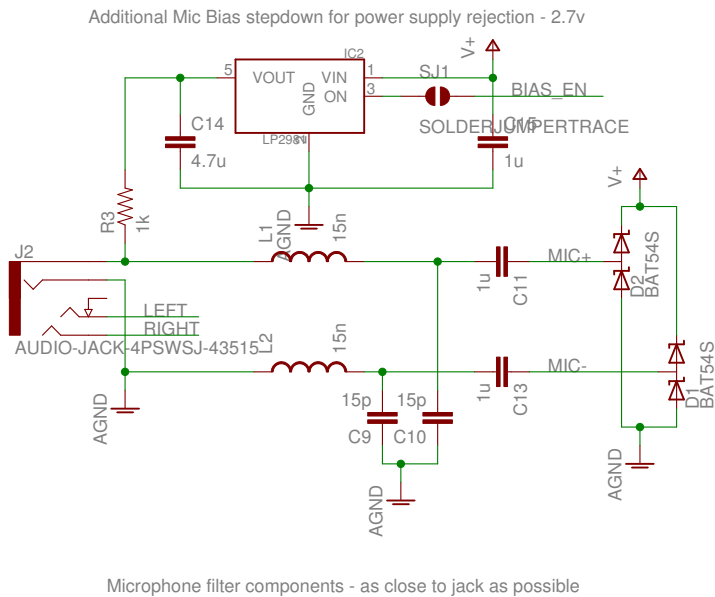 Additional Mic Bias stepdown for power supply rejection - 2.7v
IC2
V+
5
VOUT
VIN
1
SJ1
GND
ON
3
BIAS_EN
C14
SOLDERJUMPERTRACE
C15
LP2981
4.7u
1u
V+
R3
1k
AGND
L1
15n
J2
MIC+
1u
C11
D2
BAT54S
LEFT
RIGHT
AUDIO-JACK-4PSWSJ-43515
L2
15n
MIC-
1u
C13
D1
BAT54S
15p
15p
C9
C10
AGND
AGND
AGND
Microphone filter components - as close to jack as possible